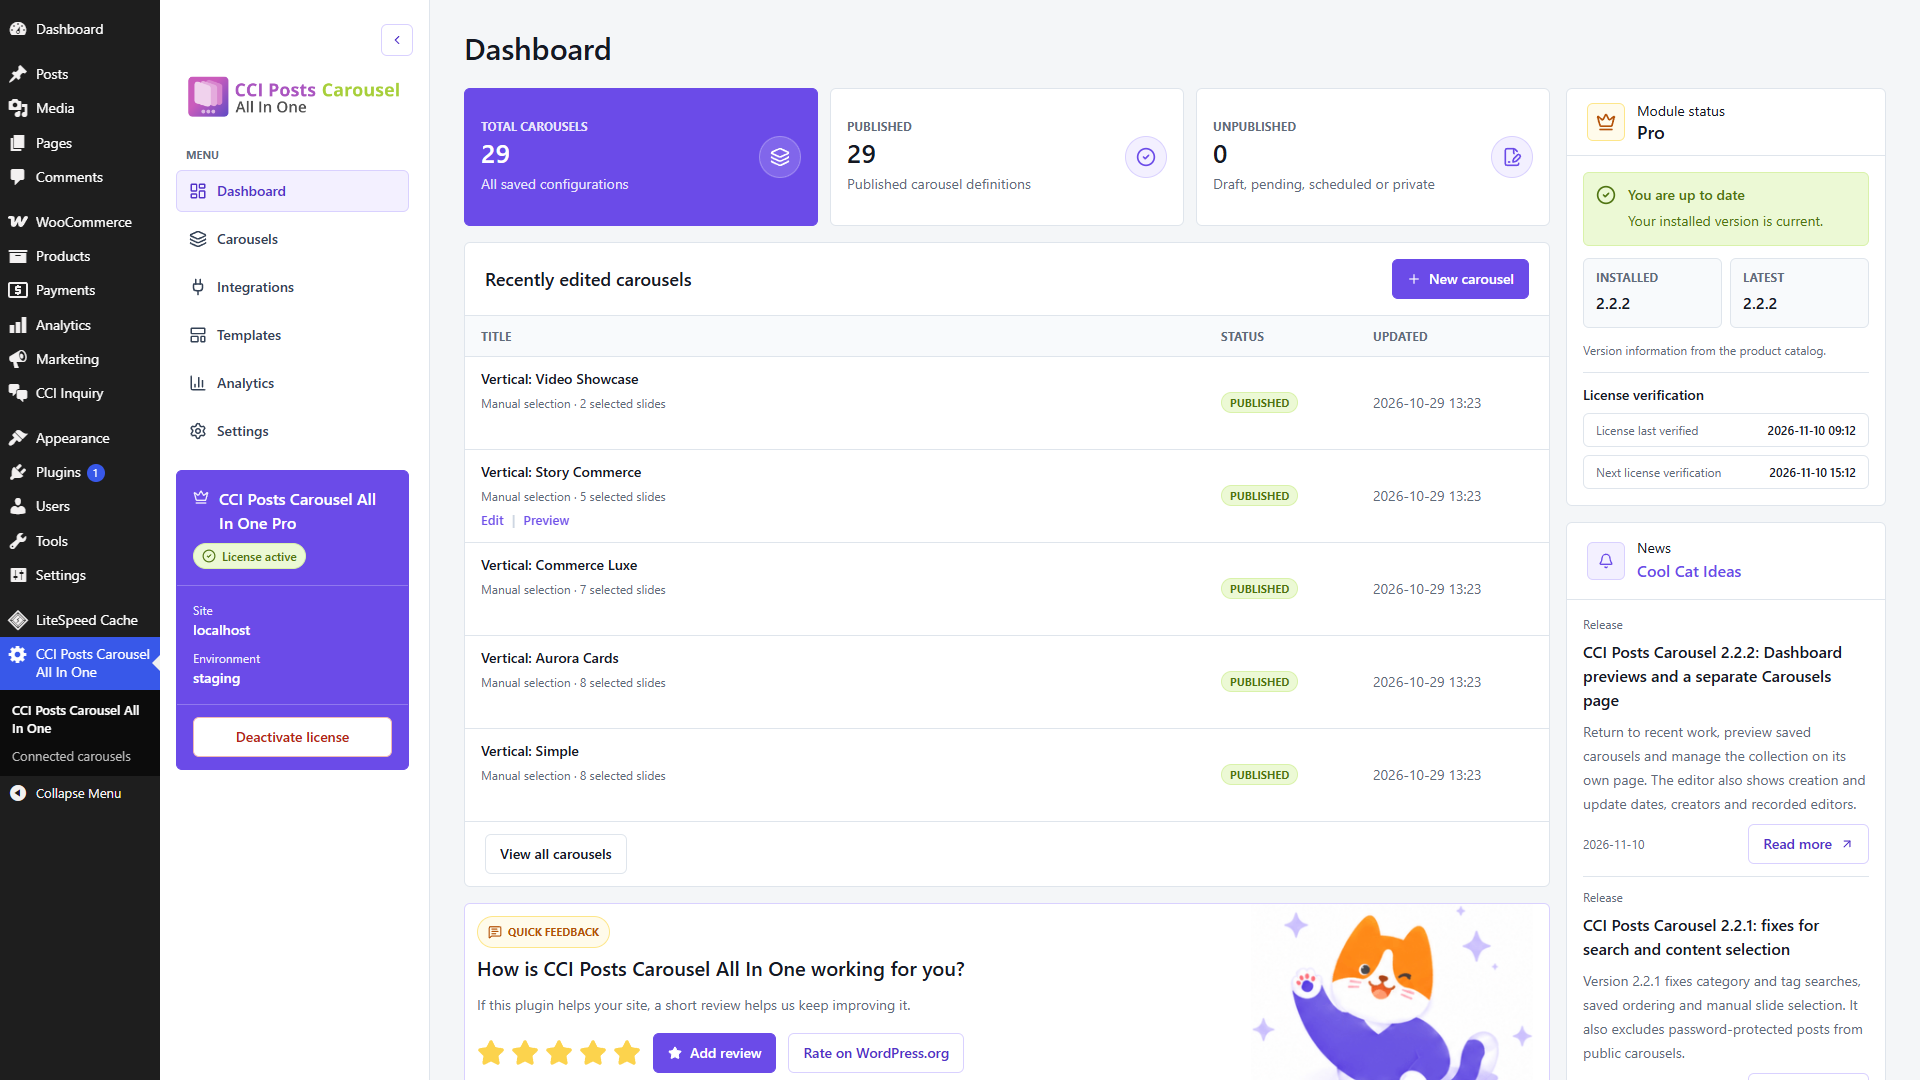 Dashboard
Posts
Media
Pages
Comments
WooCommerce
Products
Payments
Analytics
Marketing
CCI Inquiry
Appearance
Plugins 1
Users
Tools
Settings
LiteSpeed Cache
CCI Posts Carousel
All In One
CCI Posts Carousel All
In One
Connected carousels
Collapse Menu
CCI Posts Carousel
All In One
MENU
Dashboard
Carousels
Integrations
Templates
Analytics
Settings
CCI Posts Carousel All
In One Pro
License active
Site
localhost
Environment
staging
Deactivate license
Dashboard
TOTAL CAROUSELS
29
All saved configurations
PUBLISHED
29
Published carousel definitions
UNPUBLISHED
0
Draft, pending, scheduled or private
Recently edited carousels
New carousel
TITLE STATUS UPDATED
Vertical: Video Showcase
Manual selection · 2 selected slides
PUBLISHED 2026-10-29 13:23
Vertical: Story Commerce
Manual selection · 5 selected slides
Edit | Preview
PUBLISHED 2026-10-29 13:23
Vertical: Commerce Luxe
Manual selection · 7 selected slides
PUBLISHED 2026-10-29 13:23
Vertical: Aurora Cards
Manual selection · 8 selected slides
PUBLISHED 2026-10-29 13:23
Vertical: Simple
Manual selection · 8 selected slides
PUBLISHED 2026-10-29 13:23
View all carousels
QUICK FEEDBACK
How is CCI Posts Carousel All In One working for you?
If this plugin helps your site, a short review helps us keep improving it.
Add review
Rate on WordPress.org
Module status
Pro
You are up to date
Your installed version is current.
INSTALLED
2.2.2
LATEST
2.2.2
Version information from the product catalog.
License verification
License last verified 2026-11-10 09:12
Next license verification 2026-11-10 15:12
News
Cool Cat Ideas
Release
CCI Posts Carousel 2.2.2: Dashboard
previews and a separate Carousels
page
Return to recent work, preview saved
carousels and manage the collection on its
own page. The editor also shows creation and
update dates, creators and recorded editors.
2026-11-10
Read more
Release
CCI Posts Carousel 2.2.1: fixes for
search and content selection
Version 2.2.1 fixes category and tag searches,
saved ordering and manual slide selection. It
also excludes password-protected posts from
public carousels.